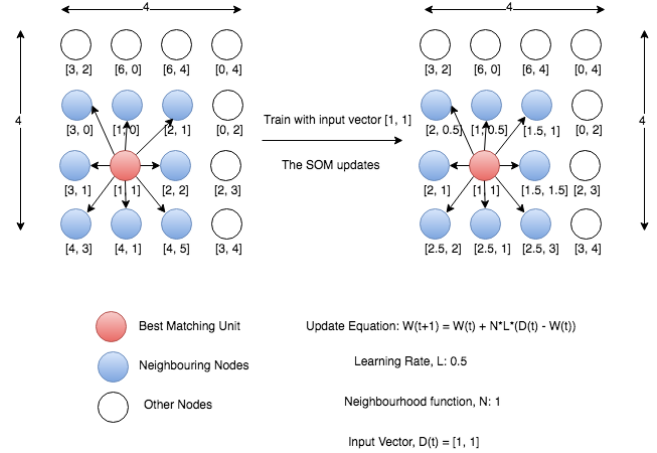 4 4
[3, 2] [6, 0] [6, 4] [0, 4] [3, 2] [6, 0] [6, 4] [0, 4]
4 4
Train with input vector [1, 1]
[3, 0] [1, 0] [2, 1] [0, 2] [2, 0.5] [1, 0.5] [1.5, 1] [0, 2]
The SOM updates
[3, 1] [1, 1] [2, 2] [2, 3] [2, 1] [1, 1] [1.5, 1.5] [2, 3]
[4, 3] [4, 1] [4, 5] [3, 4] [2.5, 2] [2.5, 1] [2.5, 3] [3, 4]
Best Matching Unit
Neighbouring Nodes
Other Nodes
Update Equation: W(t+1) = W(t) + N*L*(D(t) - W(t))
Learning Rate, L: 0.5
Neighbourhood function, N: 1
Input Vector, D(t) = [1, 1]